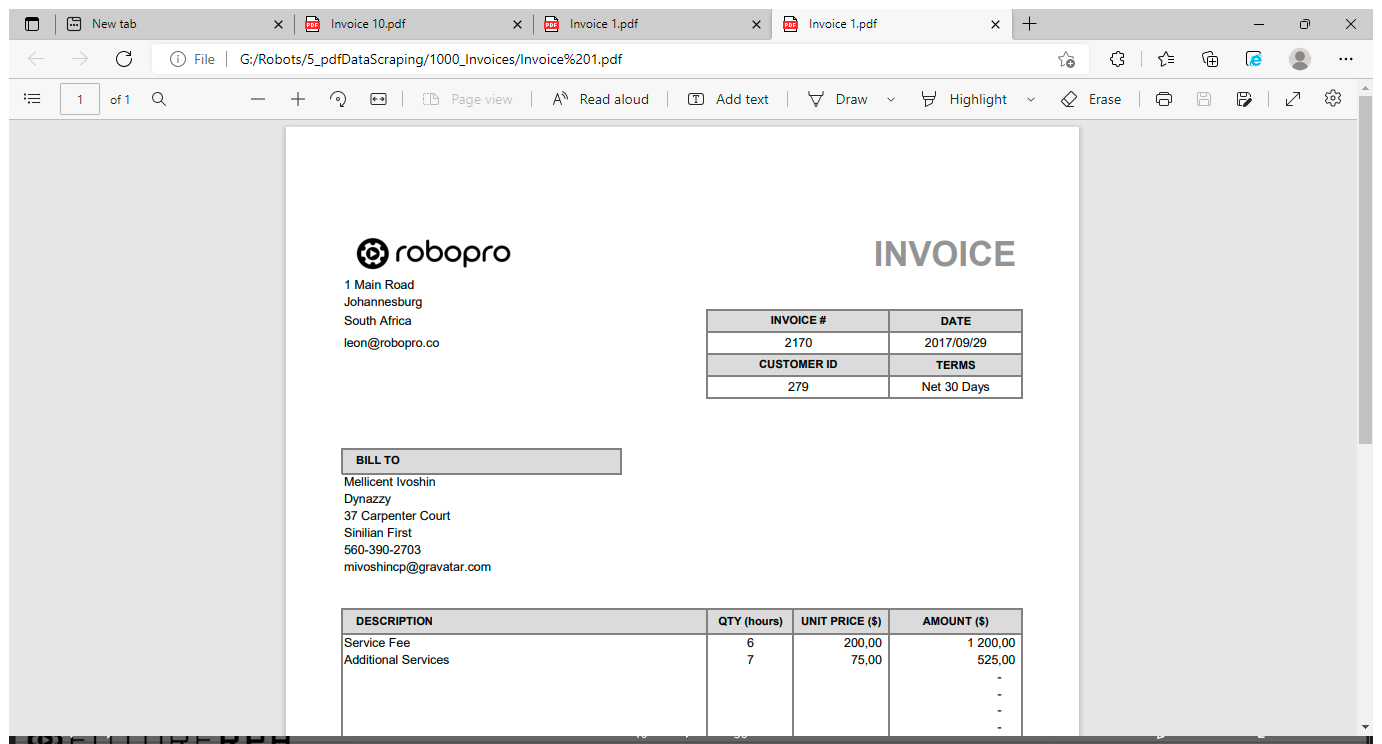 New tab
Invoice 10.pdf
Invoice 1.pdf
Invoice 1.pdf
File
G:/Robots/5_pdfDataScraping/1000_Invoices/Invoice%201.pdf
1 of 1
Page view
Read aloud
Add text
Draw
Highlight
Erase
robopro
INVOICE
1 Main Road
Johannesburg
South Africa
leon@robopro.co
INVOICE # DATE
2170 2017/09/29
CUSTOMER ID TERMS
279 Net 30 Days
BILL TO
Mellicent Ivoshin
Dynazzy
37 Carpenter Court
Sinilian First
560-390-2703
mivoshincp@gravatar.com
DESCRIPTION QTY (hours) UNIT PRICE ($) AMOUNT ($)
Service Fee 6 200,00 1 200,00
Additional Services 7 75,00 525,00
-
-
-
-